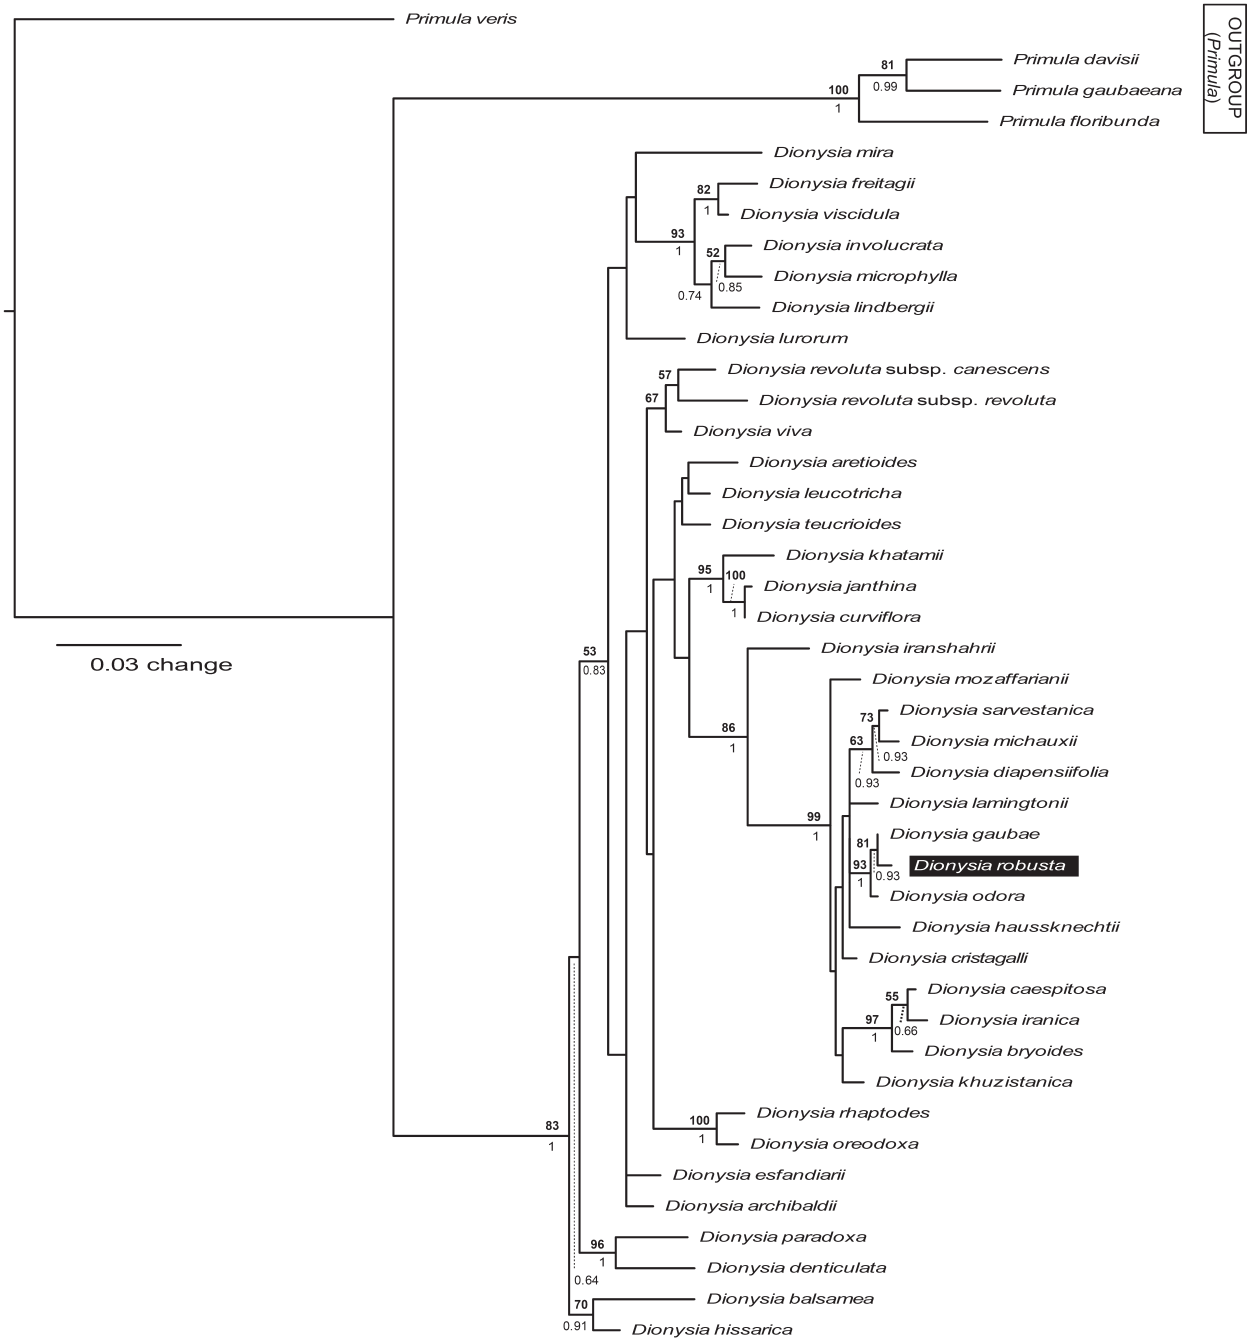 Primula veris
OUTGROUP
(Primula)
Primula davisii
81
0.99
Primula gaubaeana
100
1
Primula floribunda
Dionysia mira
Dionysia freitagii
82
1
Dionysia viscidula
93
1
Dionysia involucrata
52
Dionysia microphylla
0.85
0.74
Dionysia lindbergii
Dionysia lurorum
Dionysia revoluta subsp. canescens
57
67
Dionysia revoluta subsp. revoluta
Dionysia viva
Dionysia aretioides
Dionysia leucotricha
Dionysia teucrioides
Dionysia khatamii
95
1
100
1
Dionysia janthina
Dionysia curviflora
Dionysia iranshahrii
53
0.83
0.03 change
Dionysia mozaffarianii
Dionysia sarvestanica
73
0.93
86
1
Dionysia michauxii
63
0.93
Dionysia diapensiifolia
Dionysia lamingtonii
99
1
Dionysia gaubae
81
0.93
Dionysia robusta
93
1
Dionysia odora
Dionysia haussknechtii
Dionysia cristagalli
Dionysia caespitosa
55
0.66
Dionysia iranica
97
1
Dionysia bryoides
Dionysia khuzistanica
Dionysia rhaptodes
100
1
83
1
Dionysia oreodoxa
Dionysia esfandiarii
Dionysia archibaldii
Dionysia paradoxa
96
1
Dionysia denticulata
0.64
Dionysia balsamea
70
0.91
Dionysia hissarica